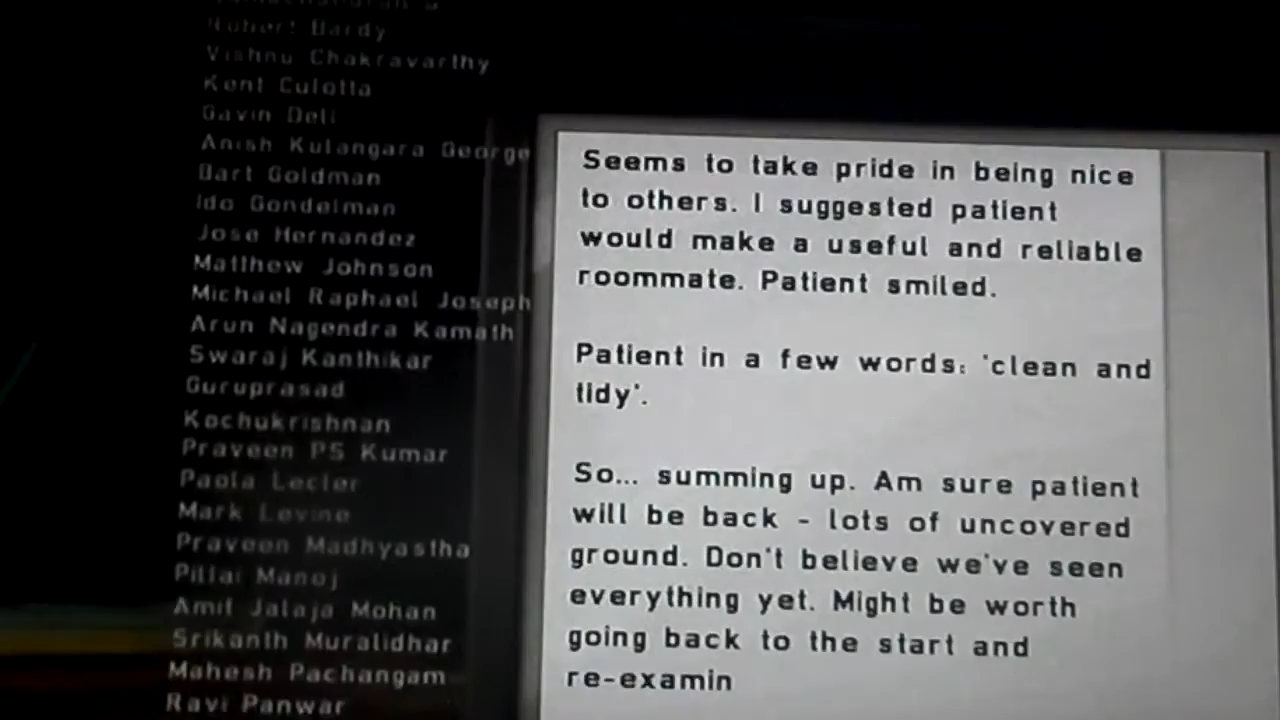 Robert Bardy
Vishnu Chakravarthy
Kent Culotta
Gavin Deli
Anish Kulangara George
Bart Goldman
Ido Gondelman
Jose Hernandez
Matthew Johnson
Michael Raphael Joseph
Arun Nagendra Kamath
Swaraj Kanthikar
Guruprasad
Kochukrishnan
Praveen PS Kumar
Paola Lecler
Mark Levine
Praveen Madhyastha
Pillai Manoj
Amit Jalaja Mohan
Srikanth Muralidhar
Mahesh Pachangam
Ravi Panwar
Seems to take pride in being nice
to others. I suggested patient
would make a useful and reliable
roommate. Patient smiled.
Patient in a few words: 'clean and
tidy'.
So... summing up. Am sure patient
will be back - lots of uncovered
ground. Don't believe we've seen
everything yet. Might be worth
going back to the start and
re-examin